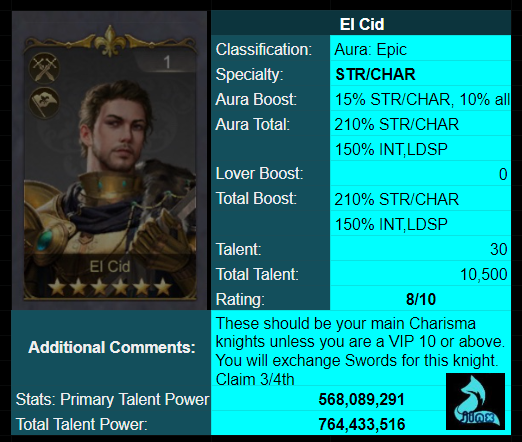 El Cid
1
El Cid
Classification: Aura: Epic
Specialty: STR/CHAR
Aura Boost: 15% STR/CHAR, 10% all
Aura Total: 210% STR/CHAR
150% INT,LDSP
Lover Boost: 0
Total Boost: 210% STR/CHAR
150% INT,LDSP
Talent: 30
Total Talent: 10,500
Rating: 8/10
Additional Comments:
These should be your main Charisma
knights unless you are a VIP 10 or above.
You will exchange Swords for this knight.
Claim 3/4th
Stats: Primary Talent Power 568,089,291
Total Talent Power: 764,433,516